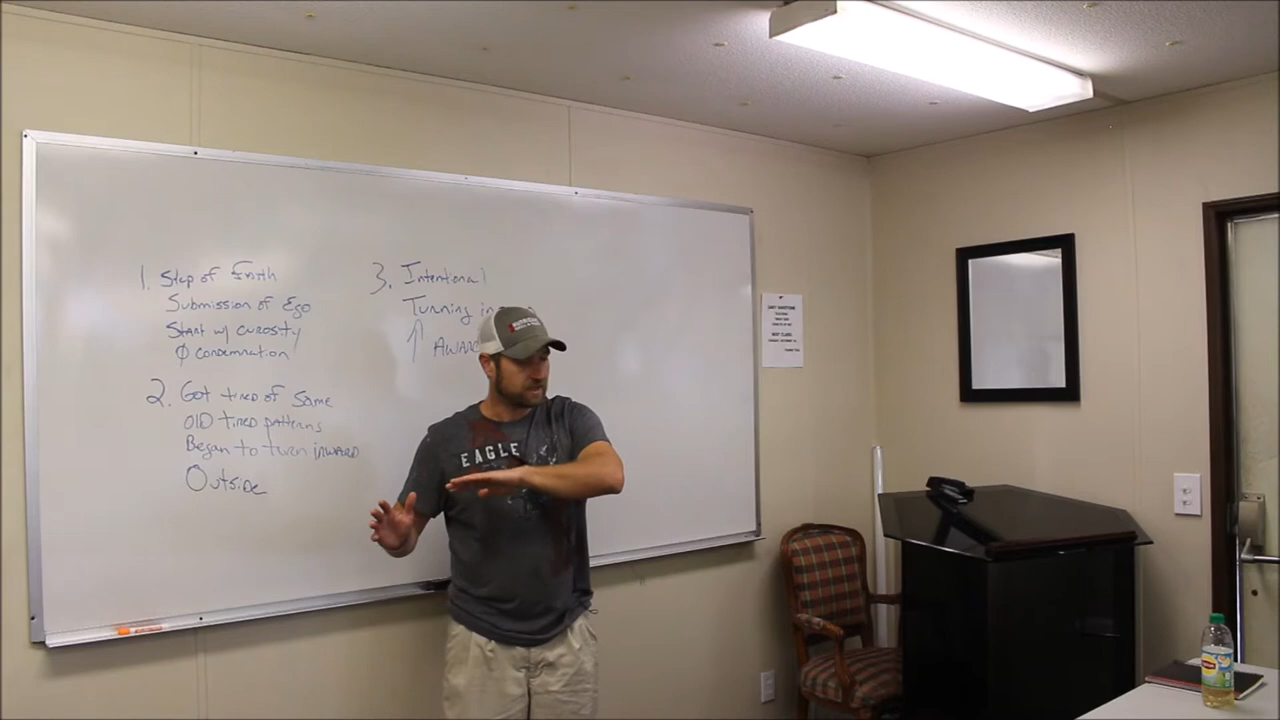 1. Step of Faith
Submission of Ego
Start w/ curosity
Ø condemnation
2. Got tired of Same
OlD tired patterns
Began to turn inWARD
OutsiDe
3. Intentional
Turning in
AWAR
EAGLE